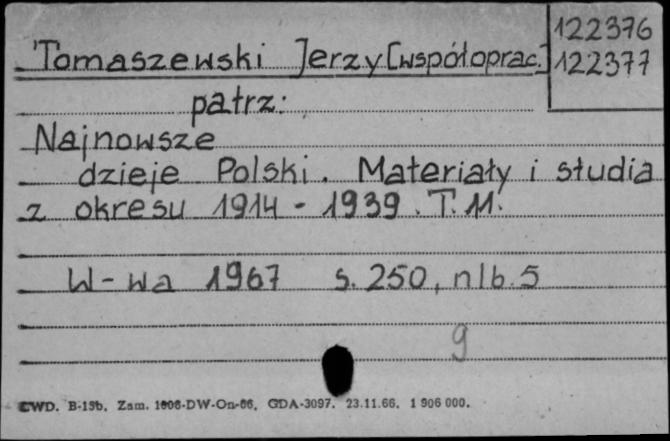 122376
Tomaszewski Jerzy [współoprac.] 122377
patrz:
Najnowsze
dzieje Polski. Materiały i studia
z okresu 1914 - 1939. T. 11.
W-wa 1967 s. 250, nlb. 5
g
CWD. B-15b. Zam. 1606-DW-On-66. GDA-3097. 23.11.66. 1 906 000.